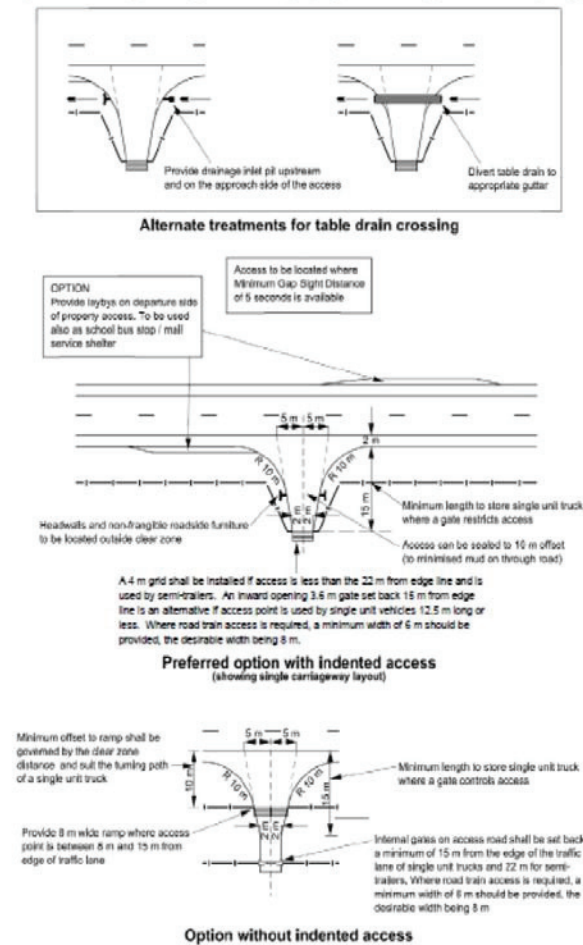 Provide drainage inlet pit upstream
and on the approach side of the access
Divert table drain to
appropriate guttar
Alternate treatments for table drain crossing
OPTION
Provide laybys on departure side
of property access. To be used
also as school bus stop / mail
service shelter
Access to be located where
Minimum Gap Sight Distance
of 5 seconds is available
5 m 5 m
2 m
R 10 m
R 10 m
15 m
2 m
2 m
Headwalls and non-frangible roadside furniture
to be located outside clear zone
Minimum length to store single unit truck
where a gate restricts access
Access can be sealed to 10 m offset
(to minimised mud on through road)
A 4 m grid shall be installed if access is less than the 22 m from edge line and is
used by semi-trailers. An inward opening 3.6 m gate set back 15 m from edge
line is an alternative if access point is used by single unit vehicles 12.5 m long or
less. Where road train access is required, a minimum width of 6 m should be
provided, the desirable width being 8 m.
Preferred option with indented access
(showing single carriageway layout)
Minimum offset to ramp shall be
governed by the clear zone
distance and suit the turning path
of a single unit truck
5 m 5 m
10 m
R 10 m
R 10 m
15 m
2 m
2 m
Minimum length to store single unit truck
where a gate controls access
Provide 8 m wide ramp where access
point is between 8 m and 15 m from
edge of traffic lane
Internal gates on access road shall be set back
a minimum of 15 m from the edge of the traffic
lane of single unit trucks and 22 m for semi-
trailers, Where road train access is required, a
minimum width of 6 m should be provided, the
desirable width being 8 m
Option without indented access